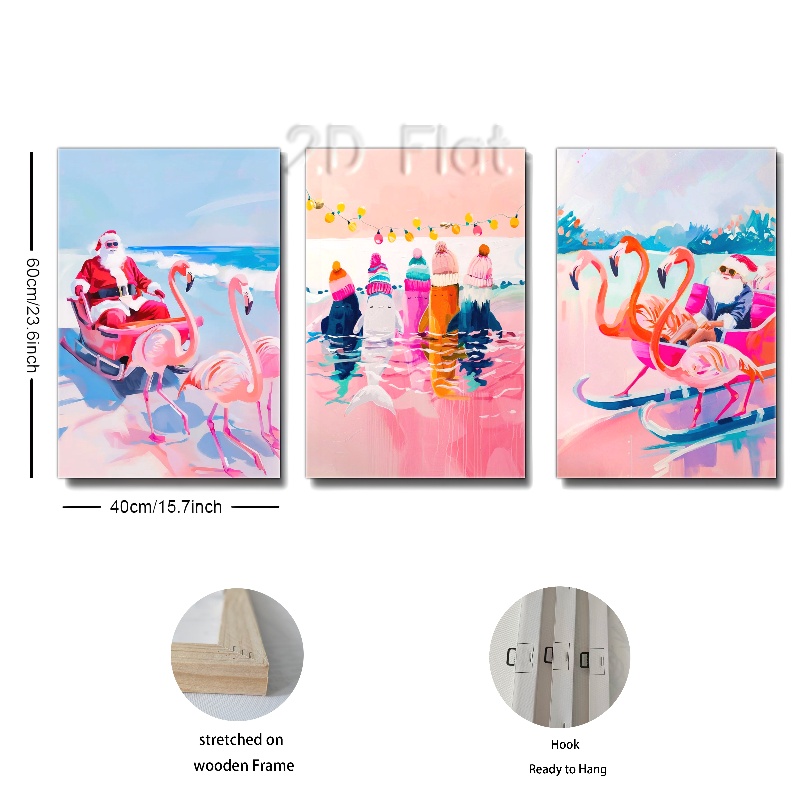 2D Flat
60cm/23.6inch
40cm/15.7inch
stretched on
wooden Frame
Hook
Ready to Hang